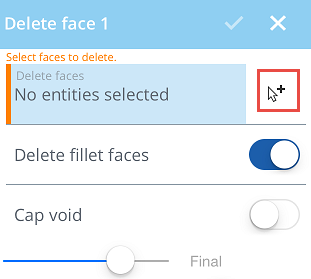 Delete face 1
Select faces to delete.
Delete faces
No entities selected
Delete fillet faces
Cap void
Final